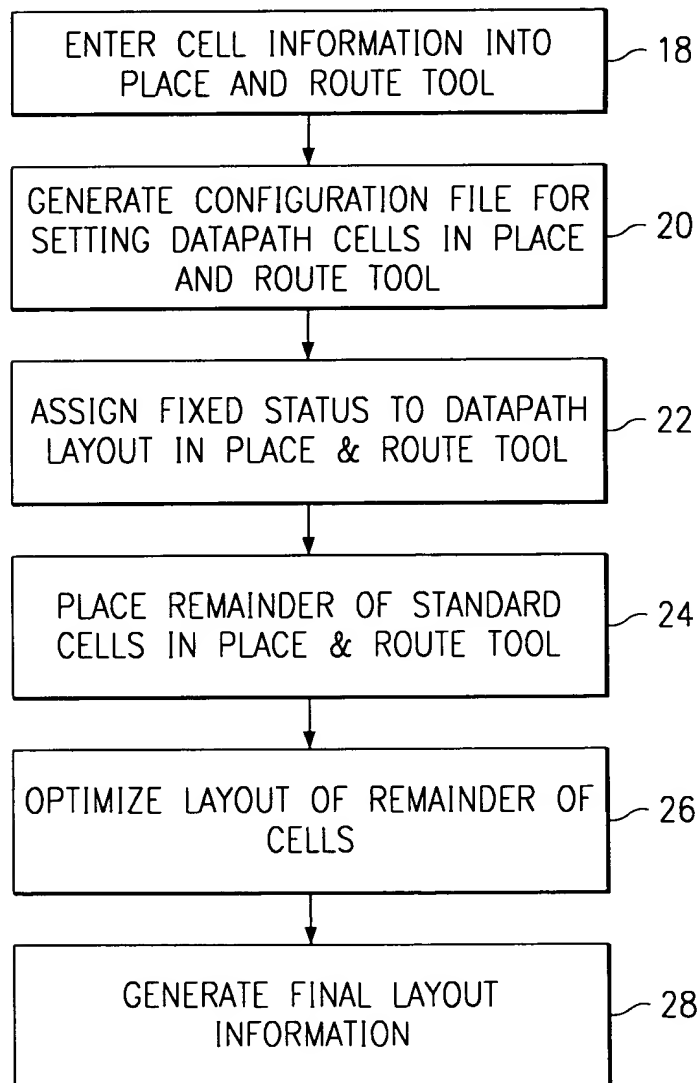 ENTER CELL INFORMATION INTO
PLACE AND ROUTE TOOL
18
GENERATE CONFIGURATION FILE FOR
SETTING DATAPATH CELLS IN PLACE
AND ROUTE TOOL
20
ASSIGN FIXED STATUS TO DATAPATH
LAYOUT IN PLACE & ROUTE TOOL
22
PLACE REMAINDER OF STANDARD
CELLS IN PLACE & ROUTE TOOL
24
OPTIMIZE LAYOUT OF REMAINDER OF
CELLS
26
GENERATE FINAL LAYOUT
INFORMATION
28